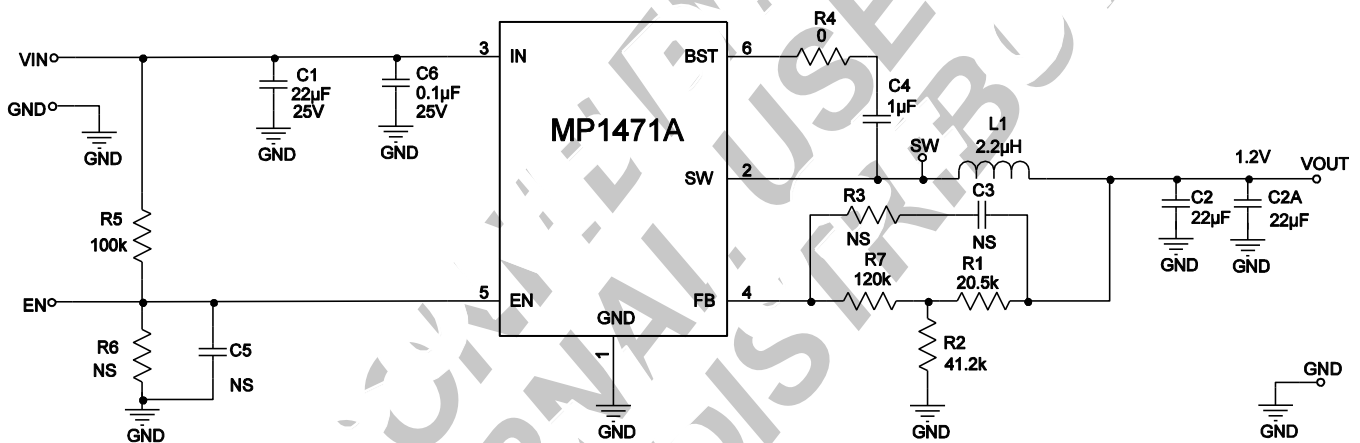 R4
0
VIN
3
IN
BST
6
C1
22µF
25V
C6
0.1µF
25V
C4
1µF
GND
GND
GND
GND
MP1471A
L1
2.2µH
SW
1.2V
VOUT
SW
2
R3
NS
C3
NS
C2
22µF
C2A
22µF
GND
GND
R5
100k
R7
120k
R1
20.5k
EN
5
EN
FB
4
GND
1
R6
NS
C5
NS
R2
41.2k
GND
GND
GND
GND
GND